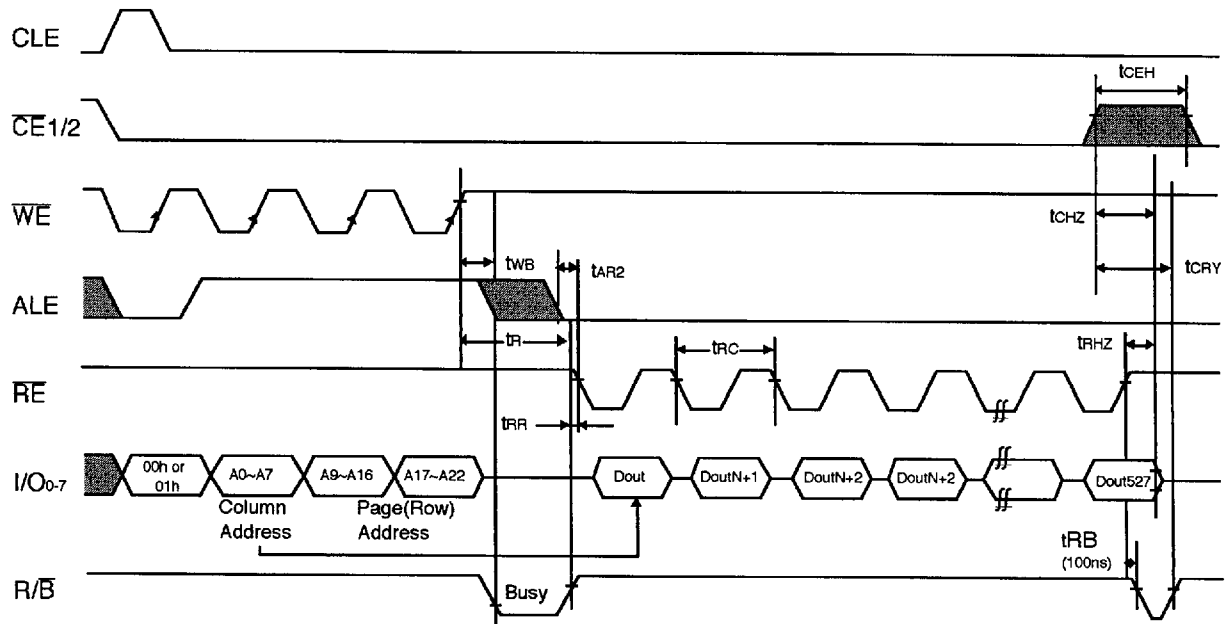 CLE
tCEH
CE1/2
WE
tCHZ
tWB
tAR2
tCRY
ALE
tR
tRC
tRHZ
RE
tRR
I/O0-7
00h or
01h
A0~A7
A9~A16
A17~A22
Dout
DoutN+1
DoutN+2
DoutN+2
Dout527
Column
Address
Page(Row)
Address
tRB
(100ns)
R/B
Busy